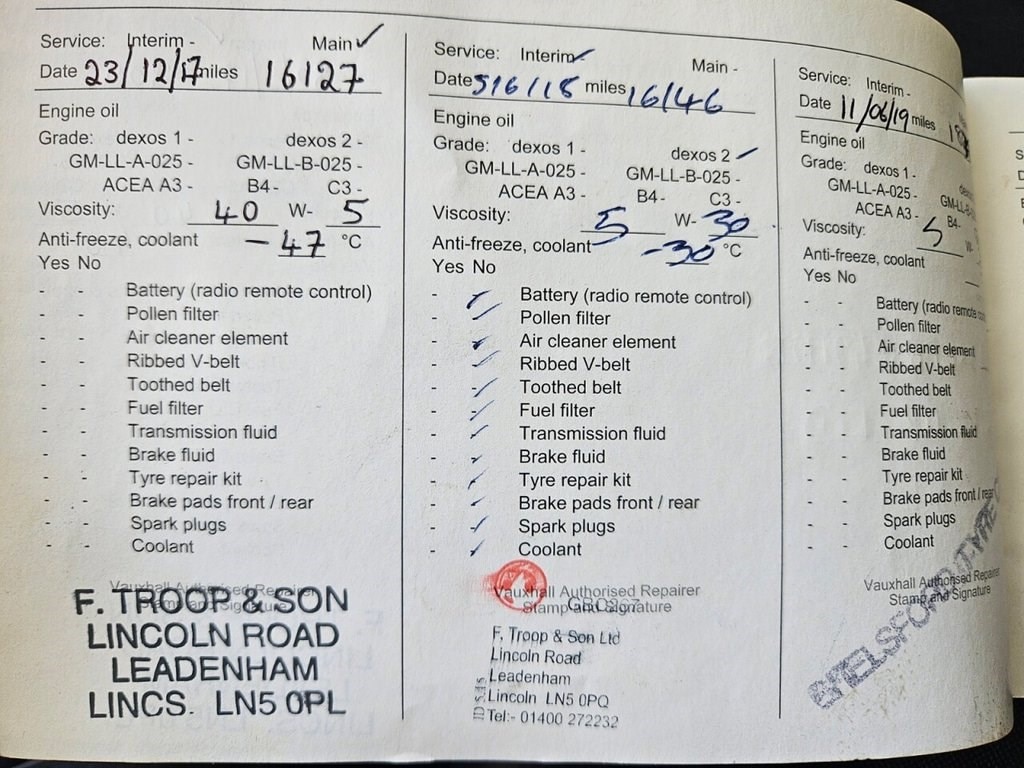 Service: Interim - Main ✓
Date 23/12/17 miles 16127
Engine oil
Grade: dexos 1 - dexos 2 -
GM-LL-A-025 - GM-LL-B-025 -
ACEA A3 - B4 - C3 -
Viscosity: 40 W- 5
Anti-freeze, coolant -47 °C
Yes No
- - Battery (radio remote control)
- - Pollen filter
- - Air cleaner element
- - Ribbed V-belt
- - Toothed belt
- - Fuel filter
- - Transmission fluid
- - Brake fluid
- - Tyre repair kit
- - Brake pads front / rear
- - Spark plugs
- - Coolant
Vauxhall Authorised Repairer
Stamp and Signature
F. TROOP & SON
LINCOLN ROAD
LEADENHAM
LINCS. LN5 0PL
Service: Interim ✓ Main -
Date 5/6/18 miles 16146
Engine oil
Grade: dexos 1 - dexos 2 ✓
GM-LL-A-025 - GM-LL-B-025 -
ACEA A3 - B4 - C3 -
Viscosity: 5 W- 30
Anti-freeze, coolant -30 °C
Yes No
- ✓ Battery (radio remote control)
- ✓ Pollen filter
- ✓ Air cleaner element
- ✓ Ribbed V-belt
- ✓ Toothed belt
- ✓ Fuel filter
- ✓ Transmission fluid
- ✓ Brake fluid
- ✓ Tyre repair kit
- ✓ Brake pads front / rear
- ✓ Spark plugs
- ✓ Coolant
Vauxhall Authorised Repairer
Stamp and Signature
F. Troop & Son Ltd
Lincoln Road
Leadenham
Lincoln LN5 0PQ
Tel:- 01400 272232
Service: Interim -
Date 11/06/19 miles
Engine oil
Grade: dexos 1 -
GM-LL-A-025 -
ACEA A3 - B4 -
Viscosity: 5 W-
Anti-freeze, coolant
Yes No
- - Battery (radio remote
- - Pollen filter
- - Air cleaner element
- - Ribbed V-belt
- - Toothed belt
- - Fuel filter
- - Transmission fluid
- - Brake fluid
- - Tyre repair kit
- - Brake pads front / rear
- - Spark plugs
- - Coolant
Vauxhall Authorised Repairer
Stamp and Signature